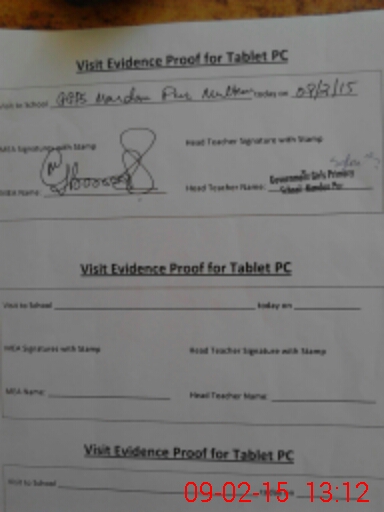 Visit Evidence Proof for Tablet PC
Visit to School GGPS Mardan Pur Multan today on 09/2/15
MEA Signatures with Stamp Head Teacher Signature with Stamp
MEA Name: Head Teacher Name: Government Girls Primary
School Mardan Pur
Visit Evidence Proof for Tablet PC
Visit to School today on
MEA Signatures with Stamp Head Teacher Signature with Stamp
MEA Name: Head Teacher Name:
Visit Evidence Proof for Tablet PC
Visit to School
09-02-15 13:12